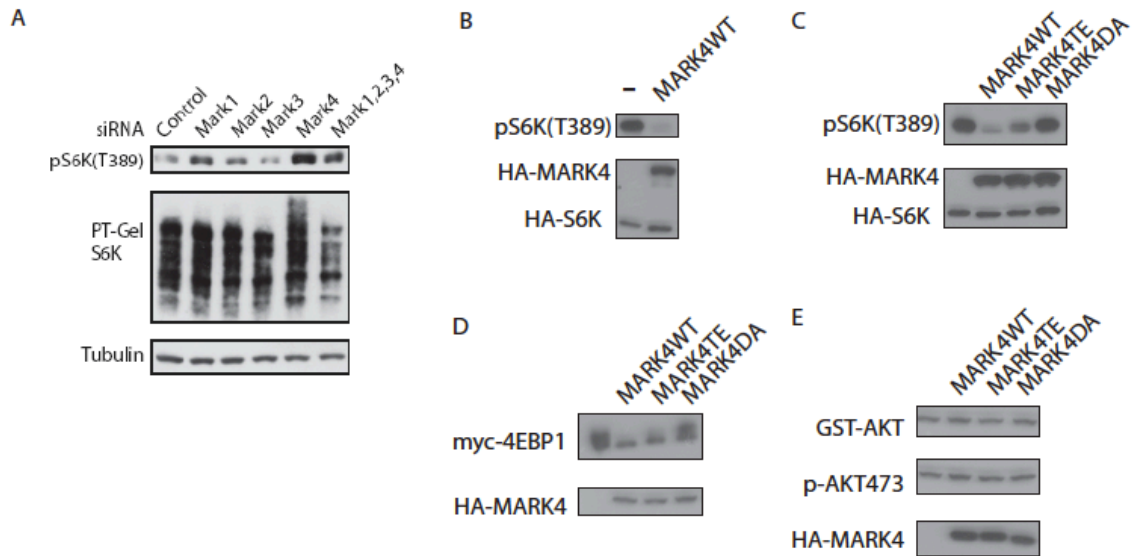 A
siRNA
Control
Mark1
Mark2
Mark3
Mark4
Mark1,2,3,4
pS6K(T389)
PT-Gel
S6K
Tubulin
B
–
MARK4WT
pS6K(T389)
HA-MARK4
HA-S6K
C
MARK4WT
MARK4TE
MARK4DA
pS6K(T389)
HA-MARK4
HA-S6K
D
MARK4WT
MARK4TE
MARK4DA
myc-4EBP1
HA-MARK4
E
MARK4WT
MARK4TE
MARK4DA
GST-AKT
p-AKT473
HA-MARK4